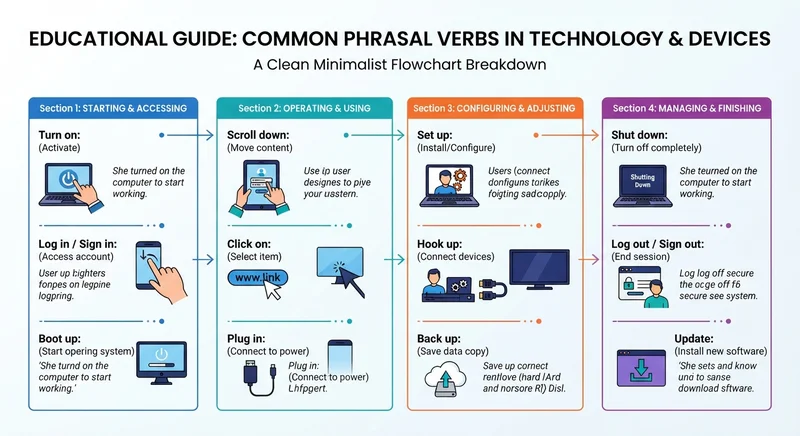 EDUCATIONAL GUIDE: COMMON PHRASAL VERBS IN TECHNOLOGY & DEVICES
A Clean Minimalist Flowchart Breakdown
Section 1: STARTING & ACCESSING
Turn on:
(Activate)
She turned on the
computer to start
working.
Log in / Sign in:
(Access account)
User up highters
fonpes on legpine
logpring.
Boot up:
(Start opering system)
'She turnd on the
computer to start
working.'
Section 2: OPERATING & USING
Scroll down:
(Move content)
Use ip user
designes to piye
your uastern.
Click on:
(Select item)
www.link
Plug in:
(Connect to power)
Plug in:
(Connect to power)
Lhfppert.
Section 3: CONFIGURING & ADJUSTING
Set up:
(Install/Configure)
Users (connect
donfiguns torikes
foigting sadcopply.
Hook up:
(Connect devices)
Back up:
(Save data copy)
Save up correct
rentlove (hard /Ard
and norsore R!) Disl.
Section 4: MANAGING & FINISHING
Shut down:
(Turn off completely)
Shutting
Down
She teurned on the
computer to start
working.
Log out / Sign out:
(End session)
Log log off secure
the ocge off f6
secure see system.
Update:
(Install new software)
'She sets and know
uno to sanse
download sftware.